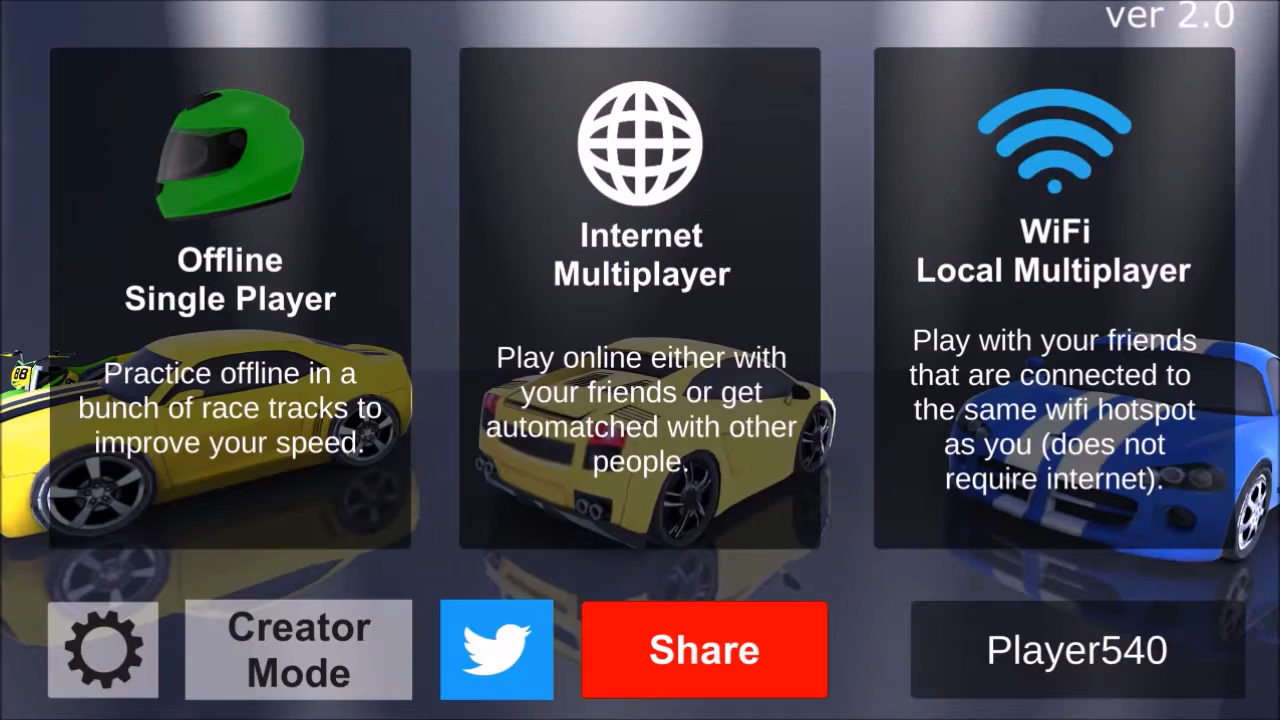 ver 2.0
Offline
Single Player
Practice offline in a
bunch of race tracks to
improve your speed.
Internet
Multiplayer
Play online either with
your friends or get
automatched with other
people.
WiFi
Local Multiplayer
Play with your friends
that are connected to
the same wifi hotspot
as you (does not
require internet).
88
Creator
Mode
Share
Player540